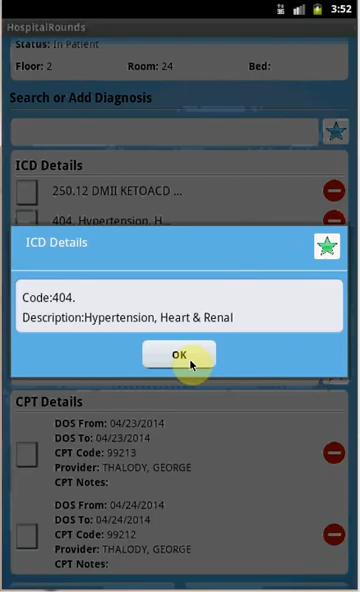 3:52
HospitalRounds
Status: In Patient
Floor: 2 Room: 24 Bed:
Search or Add Diagnosis
ICD Details
250.12 DMII KETOACD ...
404. Hypertension, H...
ICD Details
Code:404.
Description:Hypertension, Heart & Renal
OK
CPT Details
DOS From: 04/23/2014
DOS To: 04/23/2014
CPT Code: 99213
Provider: THALODY, GEORGE
CPT Notes:
DOS From: 04/24/2014
DOS To: 04/24/2014
CPT Code: 99212
Provider: THALODY, GEORGE
CPT Notes: